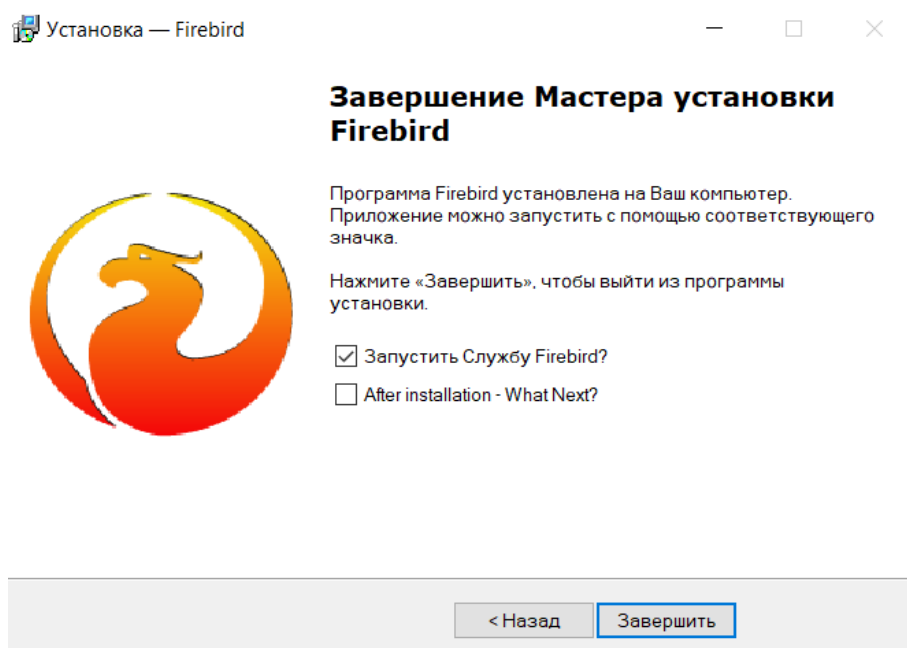 Установка — Firebird
Завершение Мастера установки
Firebird
Программа Firebird установлена на Ваш компьютер.
Приложение можно запустить с помощью соответствующего
значка.
Нажмите «Завершить», чтобы выйти из программы
установки.
Запустить Службу Firebird?
After installation - What Next?
< Назад
Завершить